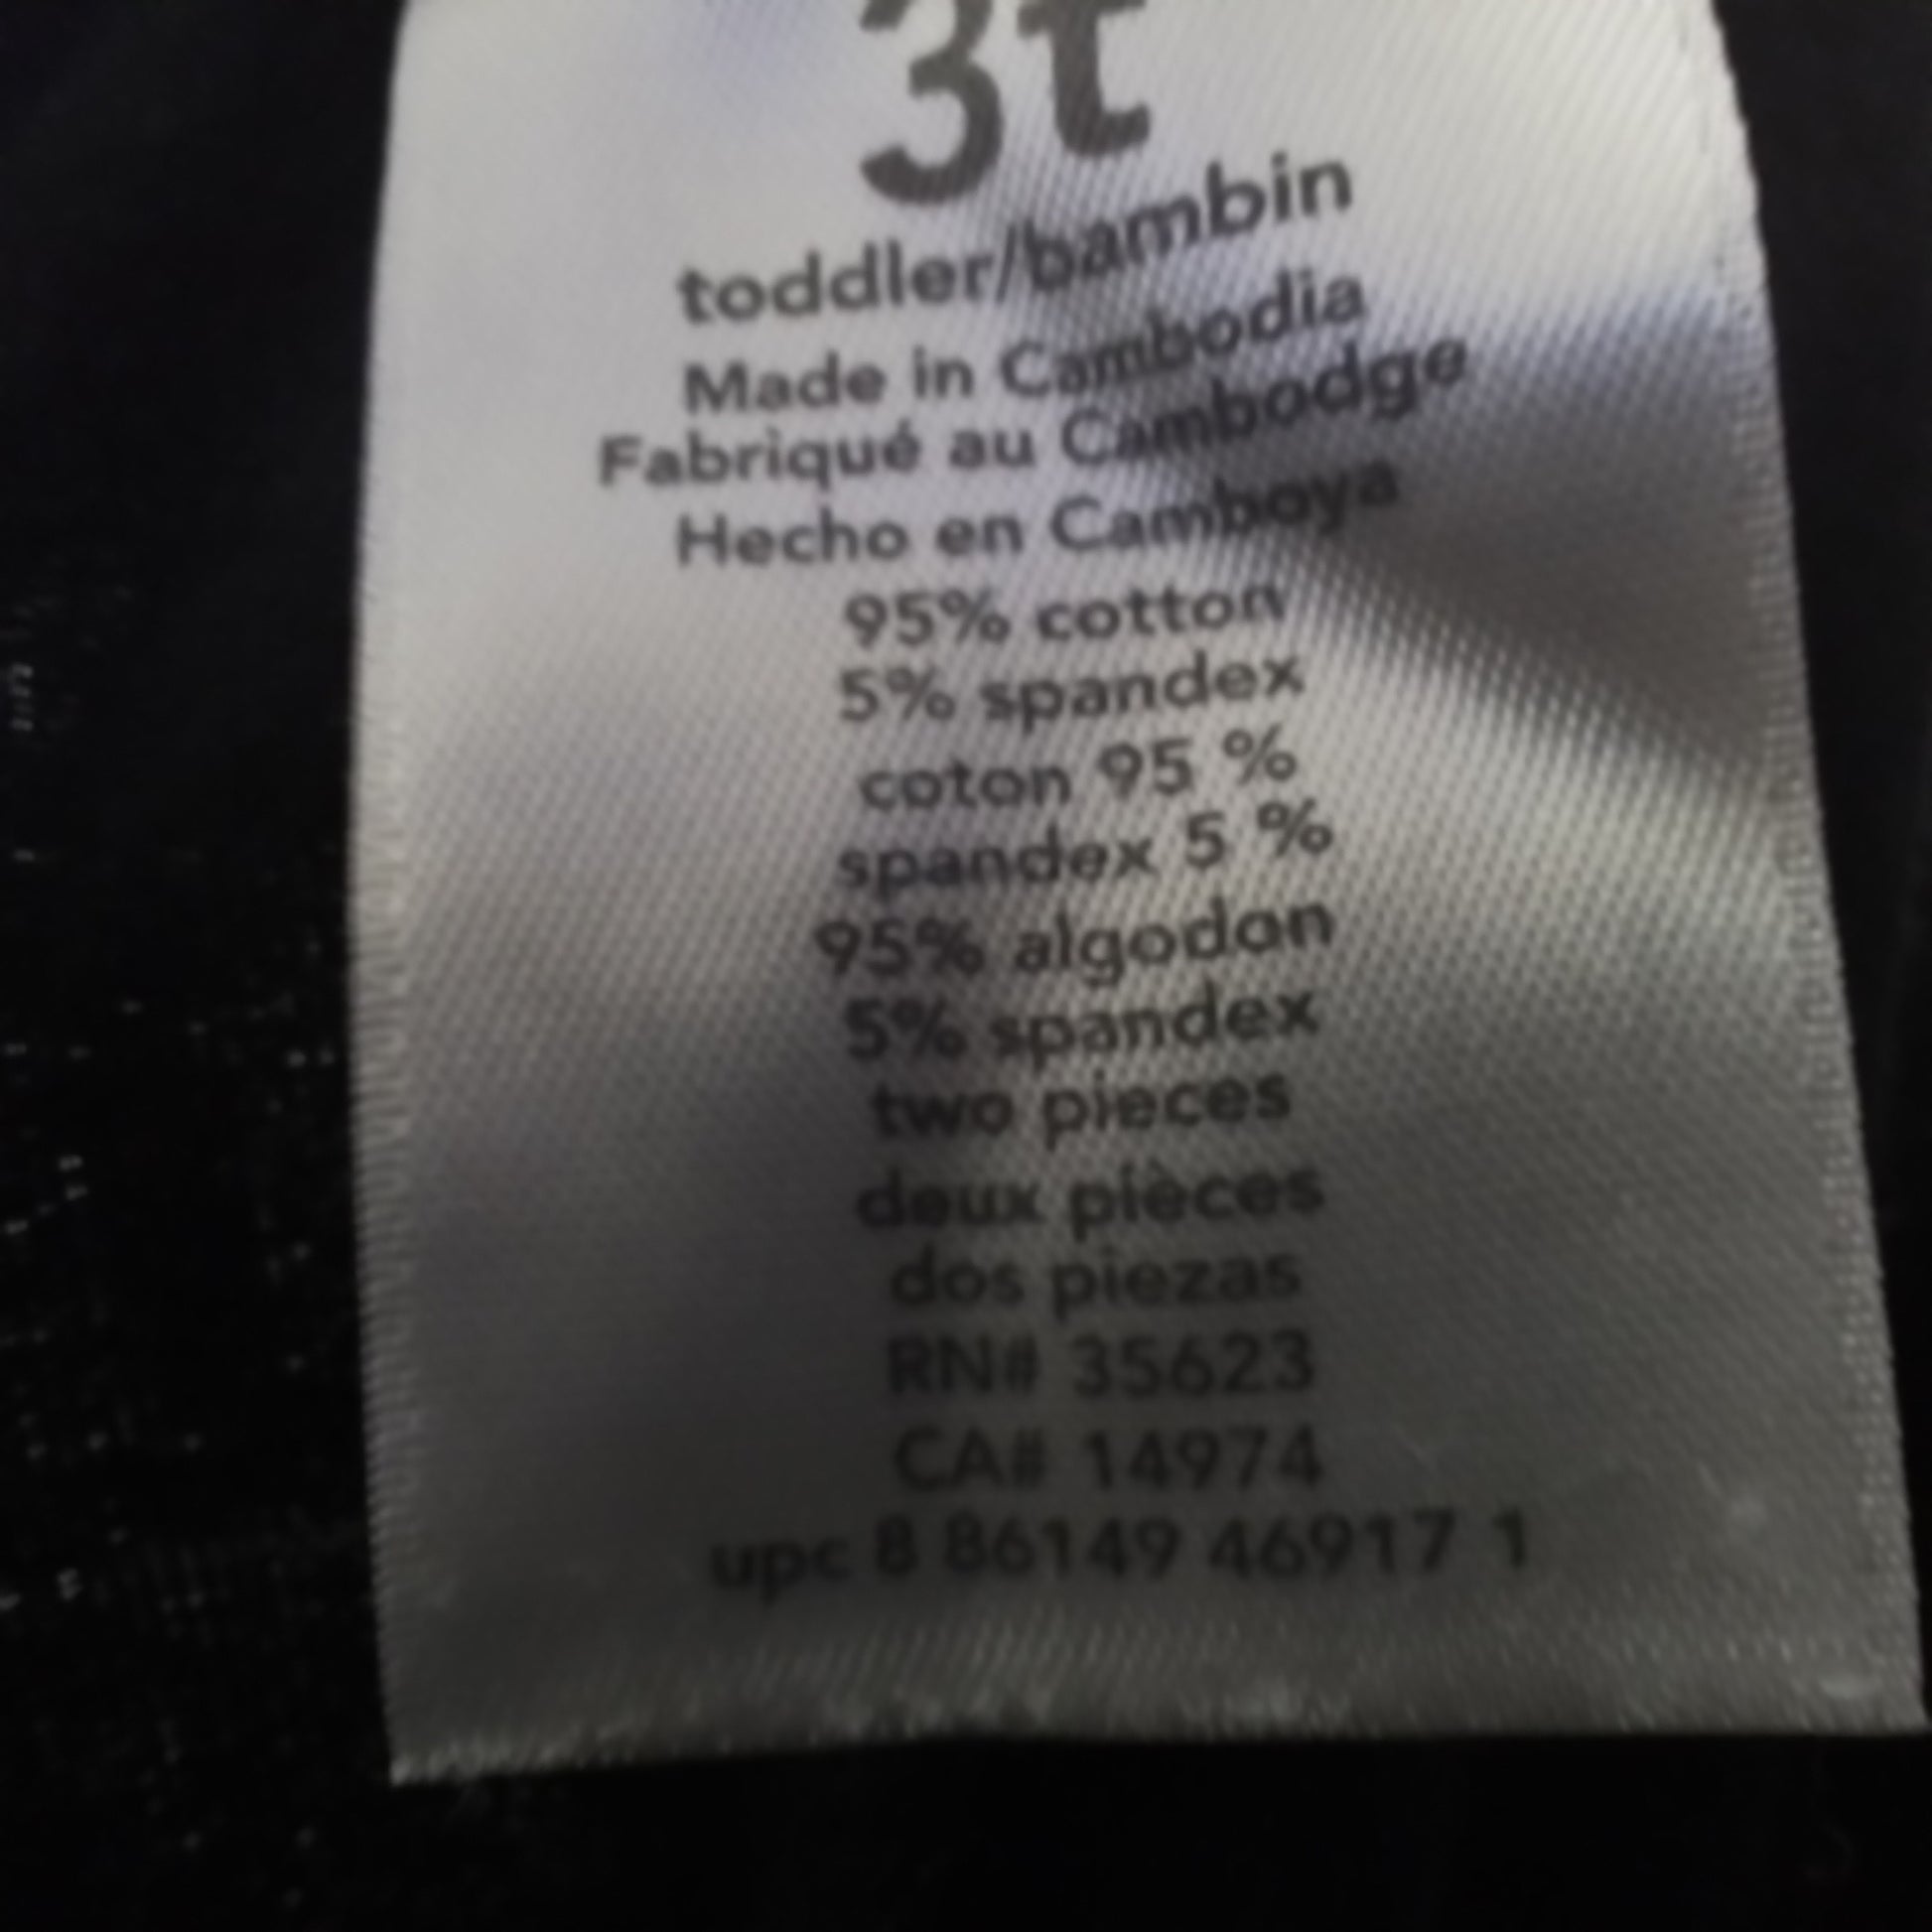 3t
toddler/bambin
Made in Cambodia
Fabriqué au Cambodge
Hecho en Camboya
95% cotton
5% spandex
coton 95 %
spandex 5 %
95% algodon
5% spandex
two pieces
deux pièces
dos piezas
RN# 35623
CA# 14974
upc 8 86149 46917 1